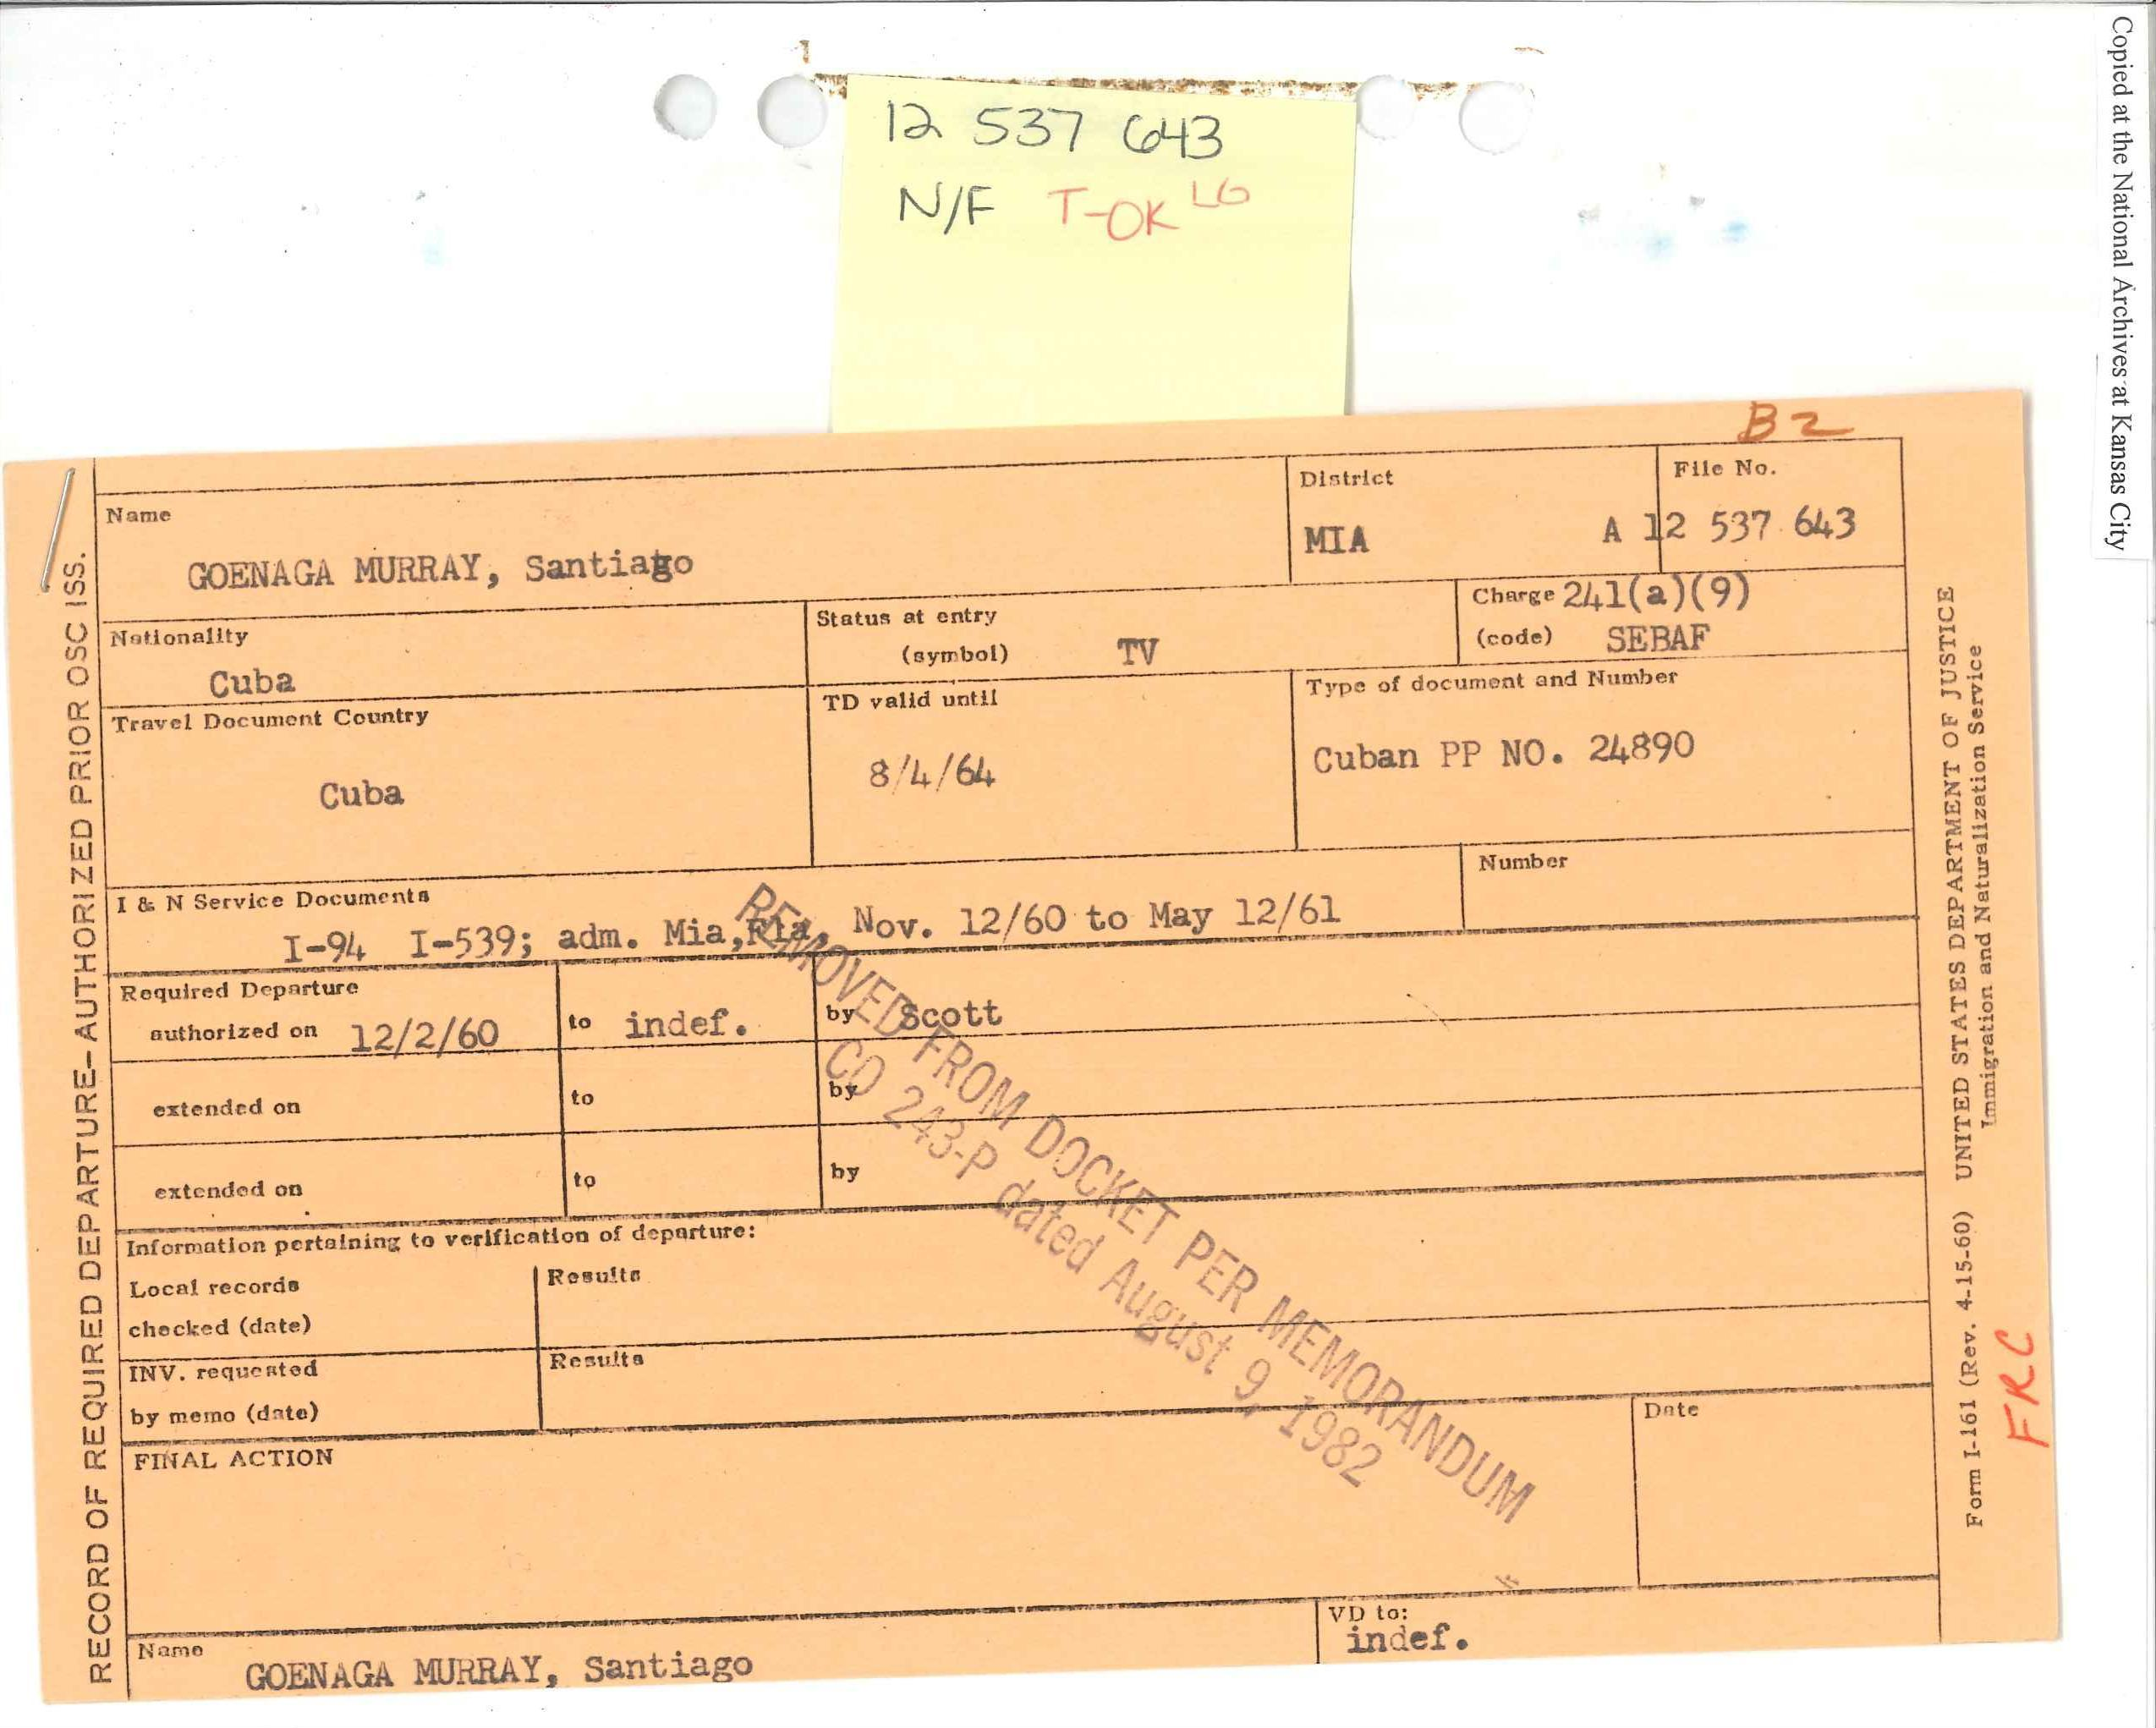 Copied at the National Archives at Kansas City
12 537 643
N/F T-OK LG
B2
Name
GOENAGA MURRAY, Santiago
District
MIA
File No.
A 12 537 643
Nationality
Cuba
Status at entry
(symbol) TV
Charge 241(a)(9)
(code) SEBAF
Travel Document Country
Cuba
TD valid until
8/4/64
Type of document and Number
Cuban PP NO. 24890
I & N Service Documents
I-94 I-539; adm. Mia,Fla, Nov. 12/60 to May 12/61
Number
Required Departure
authorized on 12/2/60 to indef. by Scott
extended on to by
extended on to by
Information pertaining to verification of departure:
Local records
checked (date)
Results
INV. requested
by memo (date)
Results
FINAL ACTION
Date
REMOVED FROM DOCKET PER MEMORANDUM
CO 243-P dated August 9, 1982
Name
GOENAGA MURRAY, Santiago
VD to:
indef.
RECORD OF REQUIRED DEPARTURE—AUTHORIZED PRIOR OSC ISS.
Form I-161 (Rev. 4-15-60) UNITED STATES DEPARTMENT OF JUSTICE
Immigration and Naturalization Service
FRC